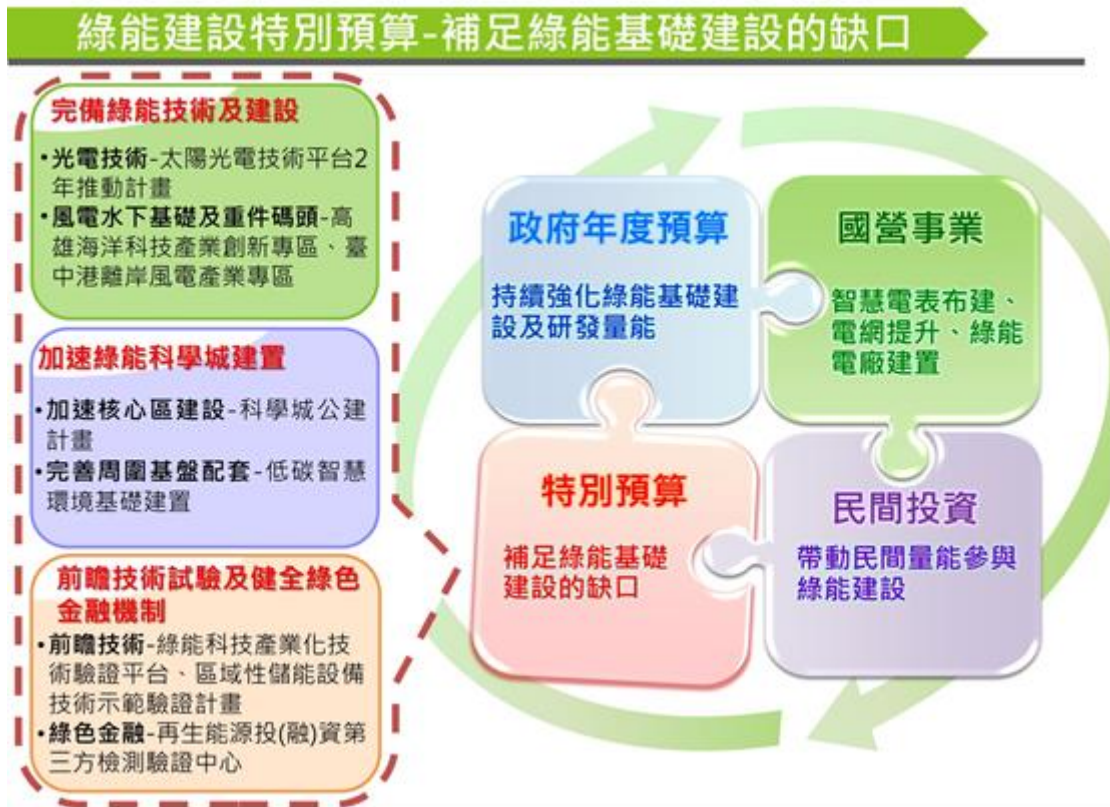 綠能建設特別預算-補足綠能基礎建設的缺口
完備綠能技術及建設
•光電技術-太陽光電技術平台2
年推動計畫
•風電水下基礎及重件碼頭-高
雄海洋科技產業創新專區、臺
中港離岸風電產業專區
加速綠能科學城建置
•加速核心區建設-科學城公建
計畫
•完善周圍基盤配套-低碳智慧
環境基礎建置
前瞻技術試驗及健全綠色
金融機制
•前瞻技術-綠能科技產業化技
術驗證平台、區域性儲能設備
技術示範驗證計畫
•綠色金融-再生能源投(融)資第
三方檢測驗證中心
政府年度預算
持續強化綠能基礎建
設及研發量能
國營事業
智慧電表布建、
電網提升、綠能
電廠建置
特別預算
補足綠能基礎
建設的缺口
民間投資
帶動民間量能參與
綠能建設